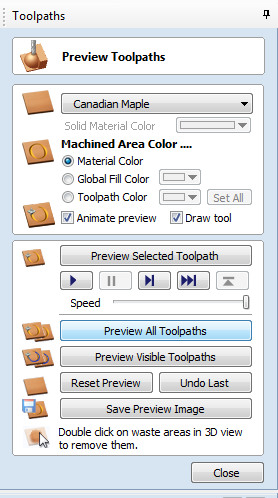 Toolpaths
Preview Toolpaths
Canadian Maple
Solid Material Color
Machined Area Color ....
Material Color
Global Fill Color
Toolpath Color
Set All
Animate preview
Draw tool
Preview Selected Toolpath
Speed
Preview All Toolpaths
Preview Visible Toolpaths
Reset Preview
Undo Last
Save Preview Image
Double click on waste areas in 3D view
to remove them.
Close